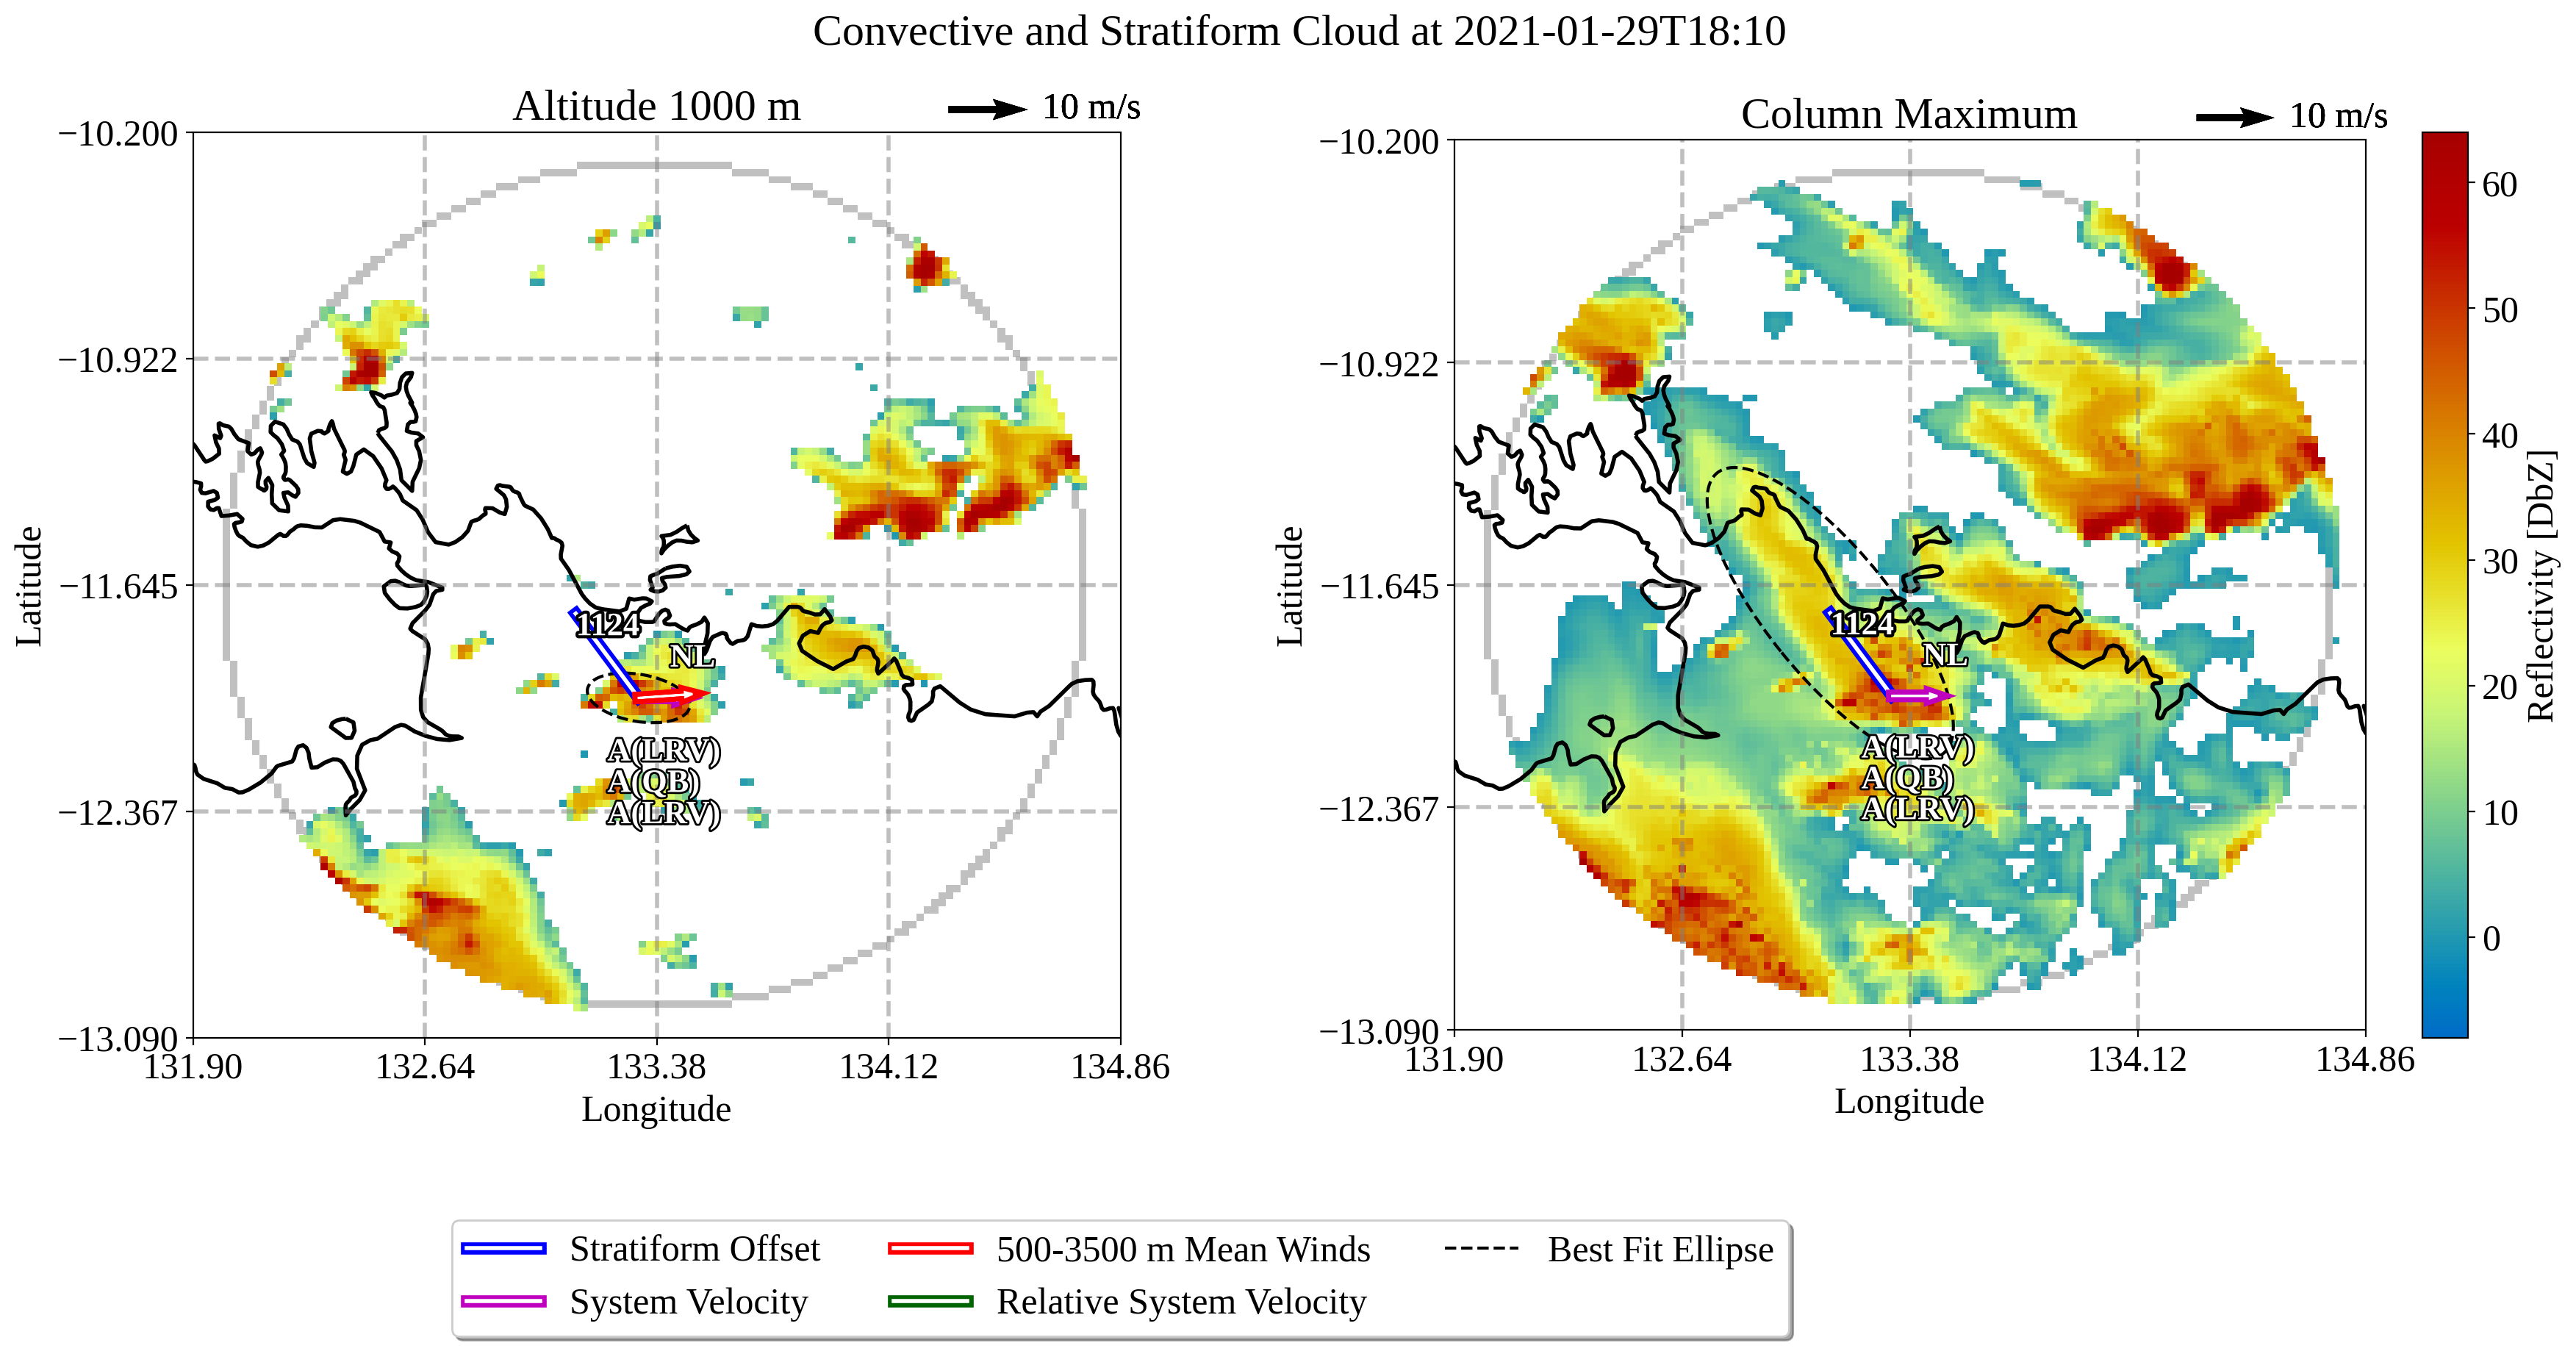 Convective and Stratiform Cloud at 2021-01-29T18:10
Altitude 1000 m
10 m/s
Column Maximum
10 m/s
−10.200
−10.922
−11.645
−12.367
−13.090
Latitude
131.90
132.64
133.38
134.12
134.86
Longitude
1124
NL
A(LRV)
A(QB)
A(LRV)
−10.200
−10.922
−11.645
−12.367
−13.090
Latitude
131.90
132.64
133.38
134.12
134.86
Longitude
1124
NL
A(LRV)
A(QB)
A(LRV)
60
50
40
30
20
10
0
Reflectivity [DbZ]
Stratiform Offset
500-3500 m Mean Winds
Best Fit Ellipse
System Velocity
Relative System Velocity